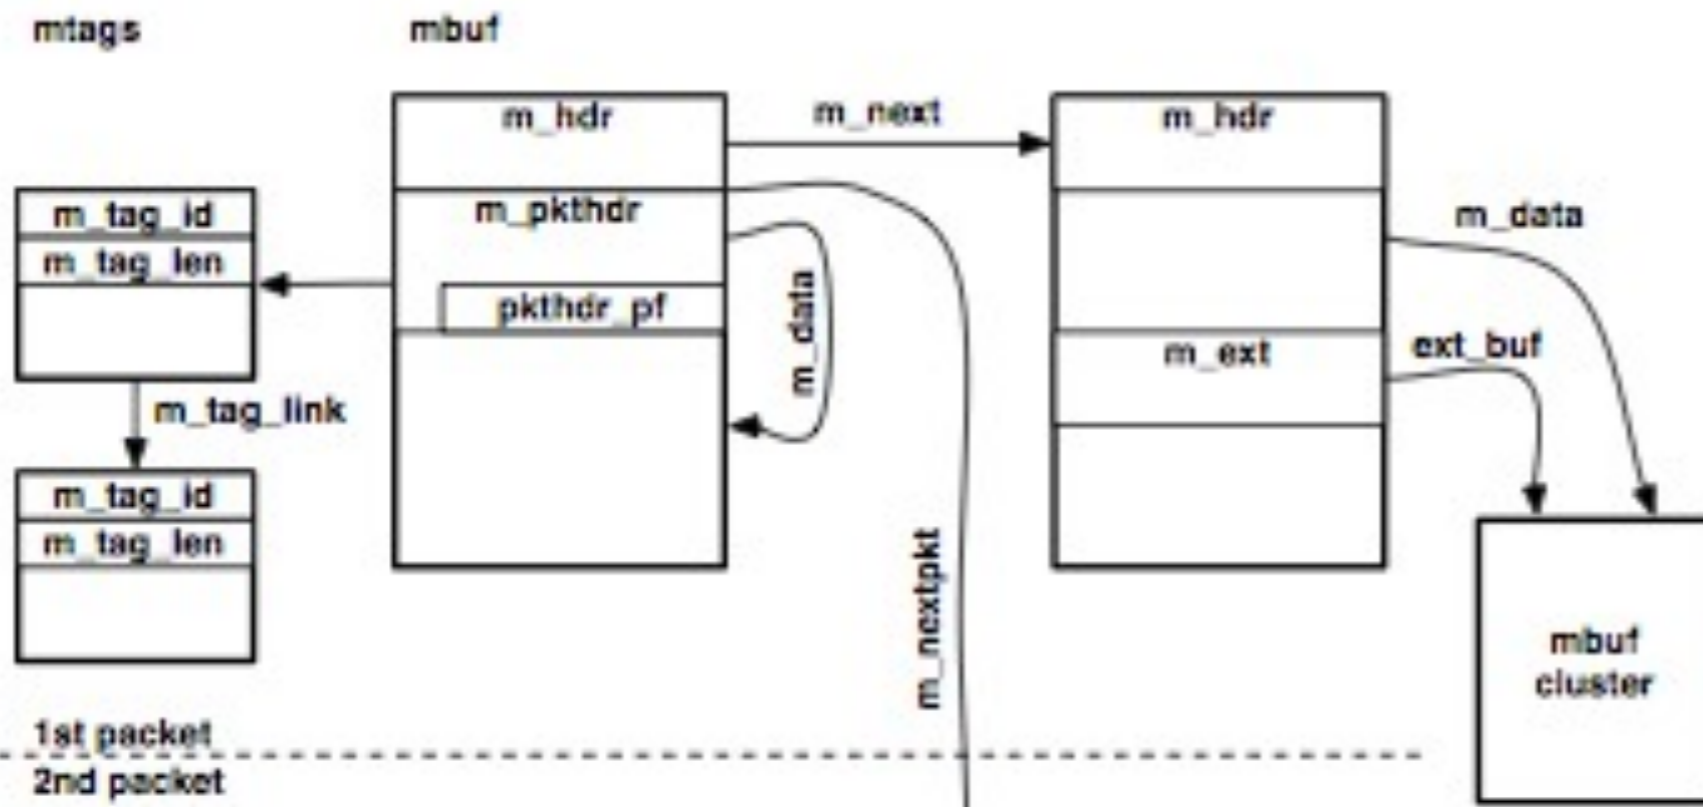 mtags
mbuf
m_hdr
m_next
m_hdr
m_tag_id
m_pkthdr
m_data
m_tag_len
pkthdr_pf
m_data
m_ext
ext_buf
m_tag_link
m_tag_id
m_tag_len
m_nextpkt
mbuf
cluster
1st packet
2nd packet